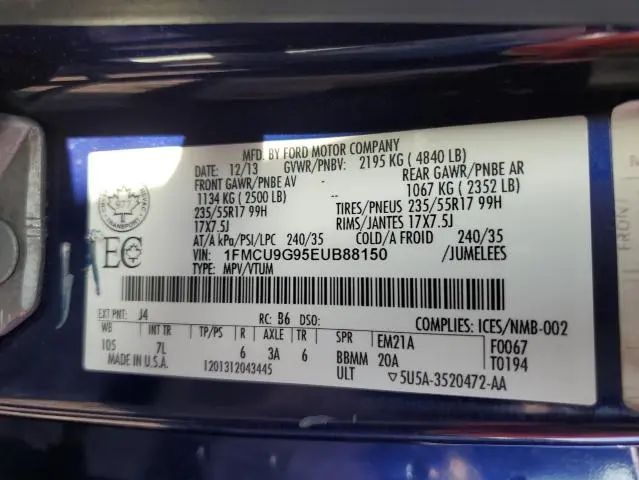 MFD. BY FORD MOTOR COMPANY
DATE: 12/13 GVWR/PNBV: 2195 KG ( 4840 LB)
FRONT GAWR/PNBE AV - REAR GAWR/PNBE AR
1134 KG ( 2500 LB) 1067 KG ( 2352 LB)
235/55R17 99H TIRES/PNEUS 235/55R17 99H
17X7.5J RIMS/JANTES 17X7.5J
AT/A kPa/PSI/LPC 240/35 COLD/A FROID 240/35
VIN: 1FMCU9G95EUB88150 /JUMELEES
TYPE: MPV/VTUM
EC
EXT PNT: J4 RC: B6 DSO: COMPLIES: ICES/NMB-002
WB INT TR TP/PS R AXLE TR SPR EM21A F0067
105 7L 6 3A 6 BBMM 20A T0194
MADE IN U.S.A. 1201312043445 ULT ▽5U5A-3520472-AA